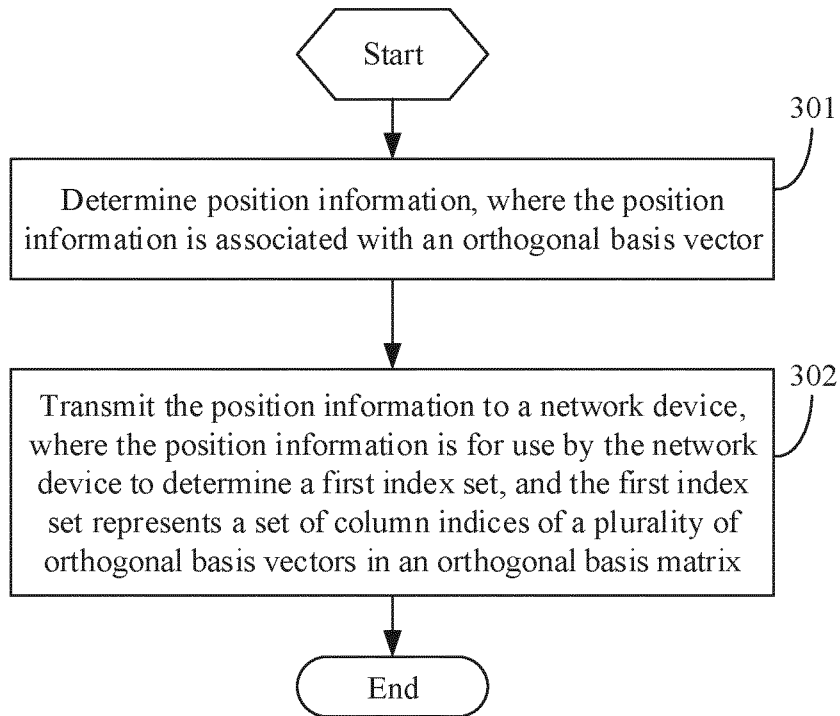 Start
301
Determine position information, where the position
information is associated with an orthogonal basis vector
302
Transmit the position information to a network device,
where the position information is for use by the network
device to determine a first index set, and the first index
set represents a set of column indices of a plurality of
orthogonal basis vectors in an orthogonal basis matrix
End